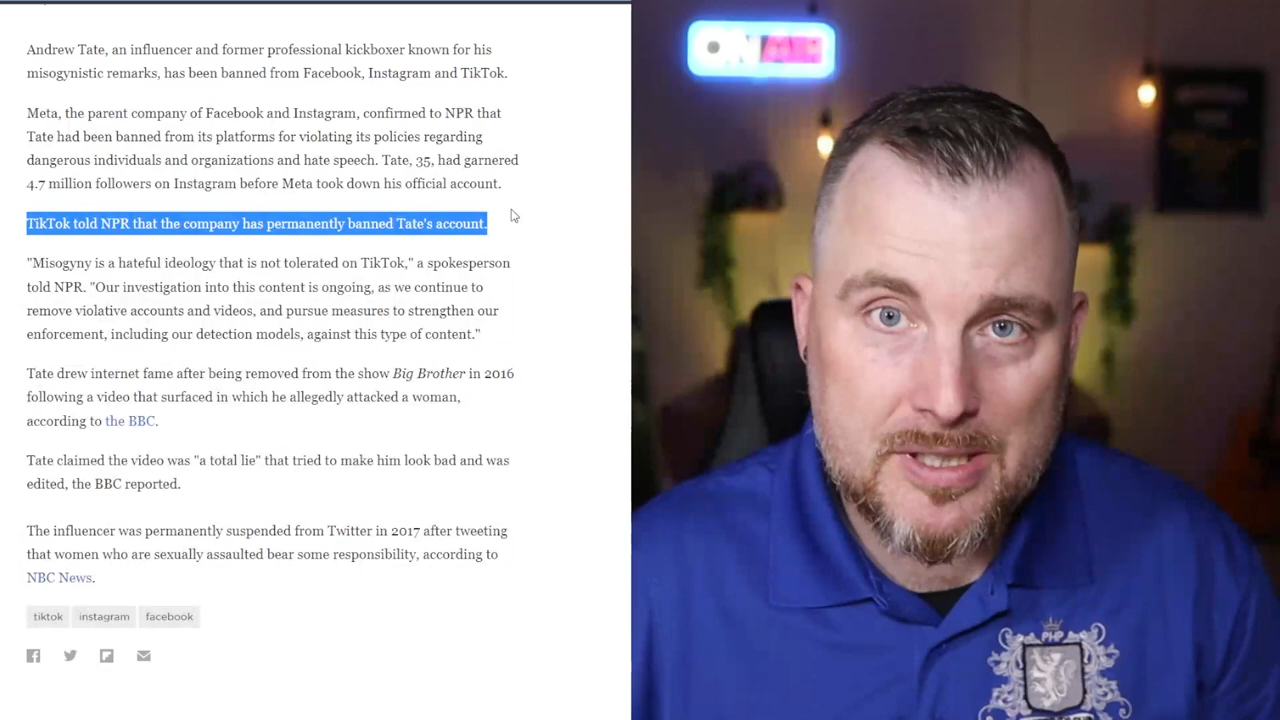 Andrew Tate, an influencer and former professional kickboxer known for his
misogynistic remarks, has been banned from Facebook, Instagram and TikTok.
Meta, the parent company of Facebook and Instagram, confirmed to NPR that
Tate had been banned from its platforms for violating its policies regarding
dangerous individuals and organizations and hate speech. Tate, 35, had garnered
4.7 million followers on Instagram before Meta took down his official account.
TikTok told NPR that the company has permanently banned Tate's account.
"Misogyny is a hateful ideology that is not tolerated on TikTok," a spokesperson
told NPR. "Our investigation into this content is ongoing, as we continue to
remove violative accounts and videos, and pursue measures to strengthen our
enforcement, including our detection models, against this type of content."
Tate drew internet fame after being removed from the show Big Brother in 2016
following a video that surfaced in which he allegedly attacked a woman,
according to the BBC.
Tate claimed the video was "a total lie" that tried to make him look bad and was
edited, the BBC reported.
The influencer was permanently suspended from Twitter in 2017 after tweeting
that women who are sexually assaulted bear some responsibility, according to
NBC News.
tiktok instagram facebook
ON AIR
PHP